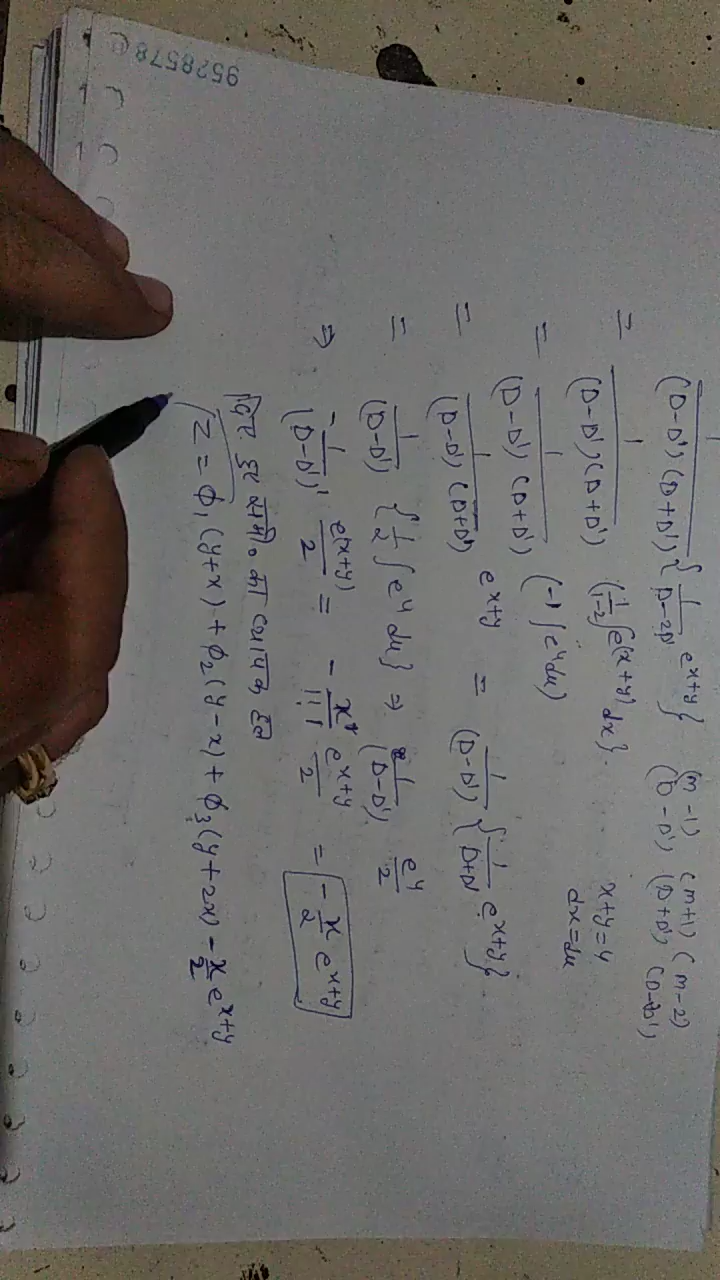 1/(D-D')(D+D') { 1/D-2D' e^x+y } (m-1) (m+1) (m-2)
(D-D') (D+D') (D-2D')
= 1/(D-D')(D+D') (1/1-2 ∫ e(x+y) dx}. x+y=u
dx=du
= 1/(D-D')(D+D') (-1 ∫ e^u du)
= 1/(D-D')(D+D') e^x+y = 1/(D-D') { 1/D+D' e^x+y }
= 1/(D-D') { 1/2 ∫ e^u du } ⇒ 1/(D-D') e^u/2
⇒ -1/(D-D')' e(x+y)/2 = - x/1!1 e^x+y/2 = - x/2 e^x+y
दिए हुए समी० का व्यापक हल
Z = φ1 (y+x) + φ2 (y-x) + φ3 (y+2x) - x/2 e^x+y
9528578